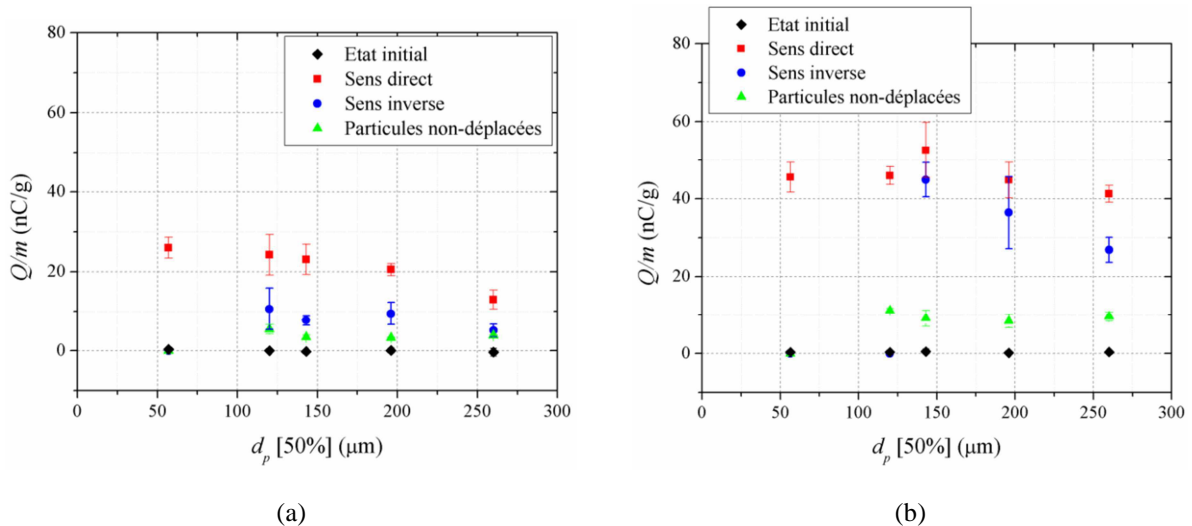 80
60
40
20
0
Q/m (nC/g)
Etat initial
Sens direct
Sens inverse
Particules non-déplacées
0 50 100 150 200 250 300
d_p [50%] (μm)
(a)
80
60
40
20
0
Q/m (nC/g)
Etat initial
Sens direct
Sens inverse
Particules non-déplacées
0 50 100 150 200 250 300
d_p [50%] (μm)
(b)